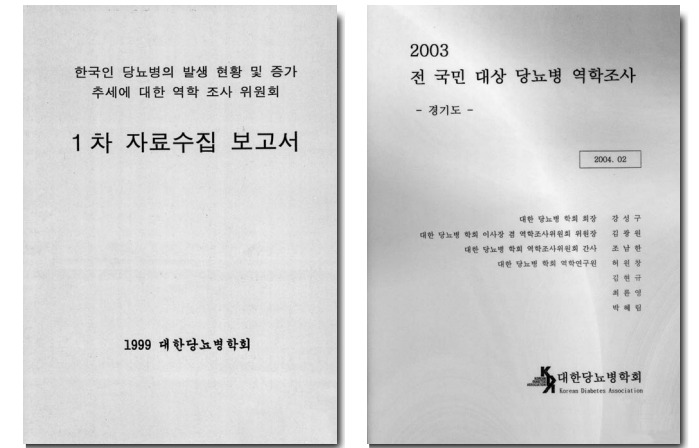 한국인 당뇨병의 발생 현황 및 증가
추세에 대한 역학 조사 위원회
1차 자료수집 보고서
1999 대한당뇨병학회
2003
전 국민 대상 당뇨병 역학조사
- 경기도 -
2004. 02
대한 당뇨병 학회 회장 강 성 구
대한 당뇨병 학회 이사장 겸 역학조사위원회 위원장 김 광 원
대한 당뇨병 학회 역학조사위원회 간사 조 남 한
대한 당뇨병 학회 역학연구원 허 원 창
김 현 규
최 륜 영
박 혜 림
대한당뇨병학회
Korean Diabetes Association